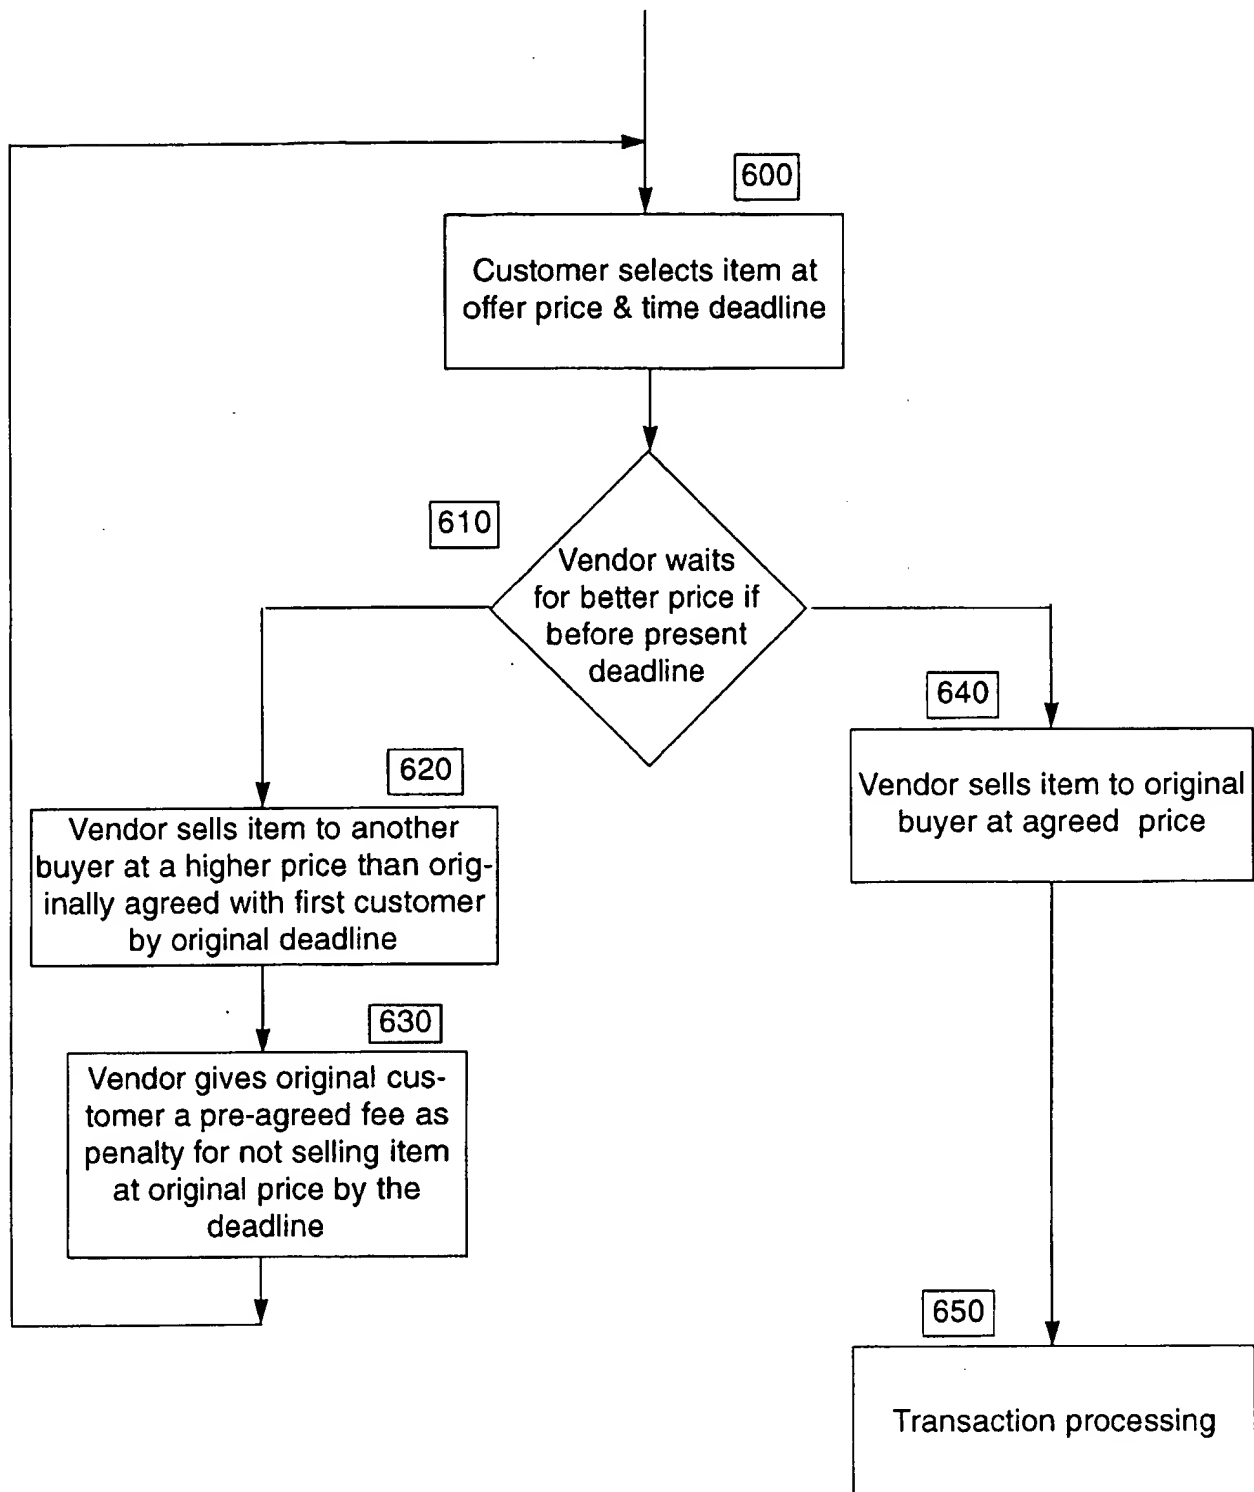 600
Customer selects item at
offer price & time deadline
610
Vendor waits
for better price if
before present
deadline
640
Vendor sells item to original
buyer at agreed price
620
Vendor sells item to another
buyer at a higher price than orig-
inally agreed with first customer
by original deadline
630
Vendor gives original cus-
tomer a pre-agreed fee as
penalty for not selling item
at original price by the
deadline
650
Transaction processing